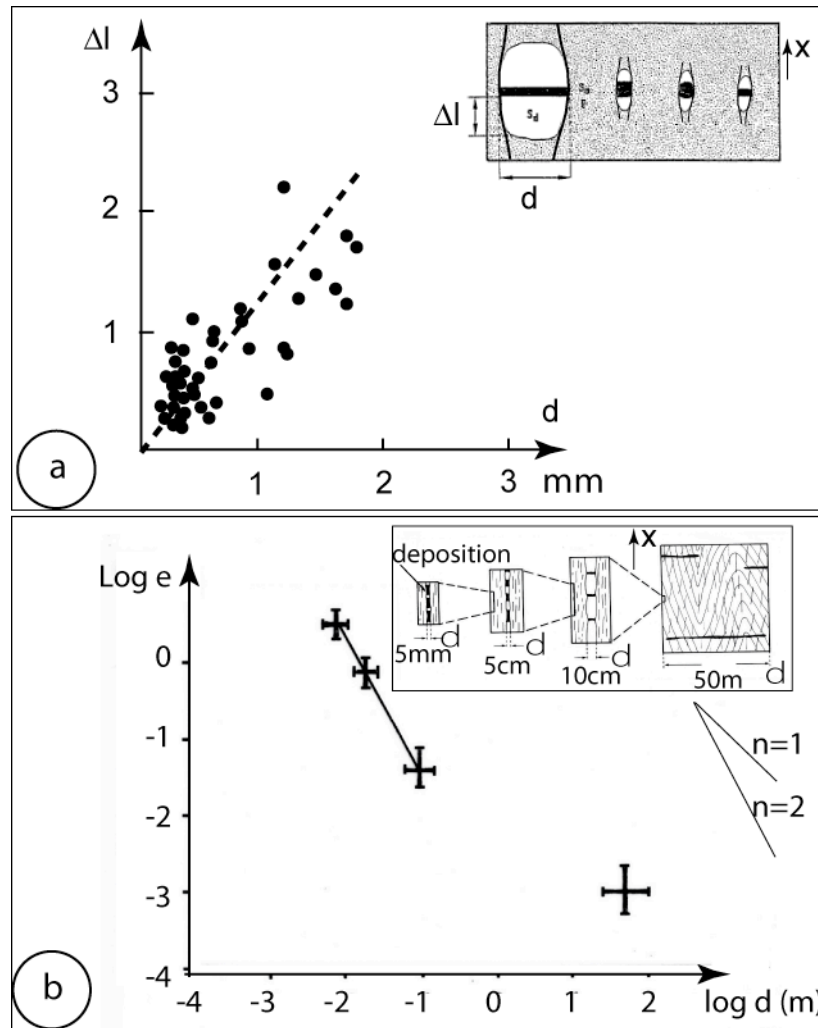 Δl
3
2
1
d
1
2
3
mm
x
Δl
d
a
Log e
0
-1
-2
-3
-4
-4
-3
-2
-1
0
1
2
log d (m)
deposition
x
d
5mm
d
5cm
d
10cm
d
50m
n=1
n=2
b